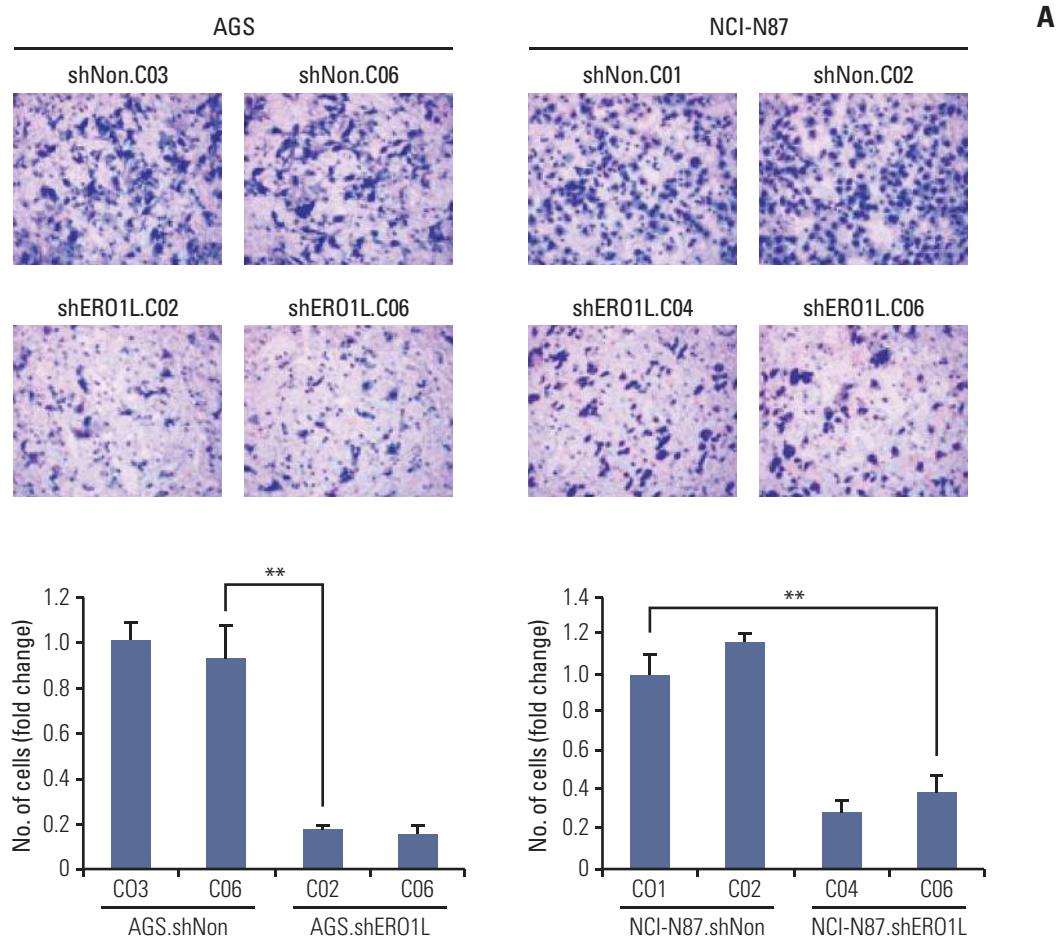 A
AGS
NCI-N87
shNon.C03
shNon.C06
shNon.C01
shNon.C02
shERO1L.C02
shERO1L.C06
shERO1L.C04
shERO1L.C06
No. of cells (fold change)
1.2
1.0
0.8
0.6
0.4
0.2
0
**
C03
C06
C02
C06
AGS.shNon
AGS.shERO1L
No. of cells (fold change)
1.4
1.2
1.0
0.8
0.6
0.4
0.2
0
**
C01
C02
C04
C06
NCI-N87.shNon
NCI-N87.shERO1L